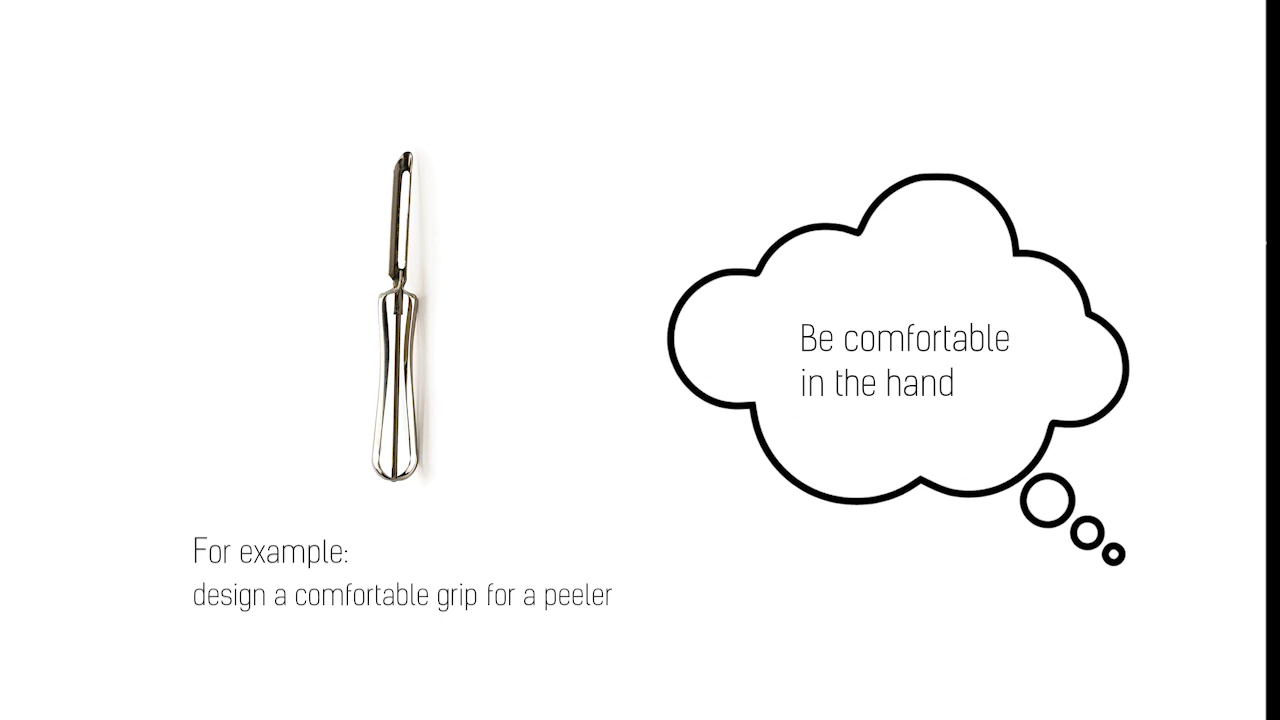 Be comfortable
in the hand
For example:
design a comfortable grip for a peeler